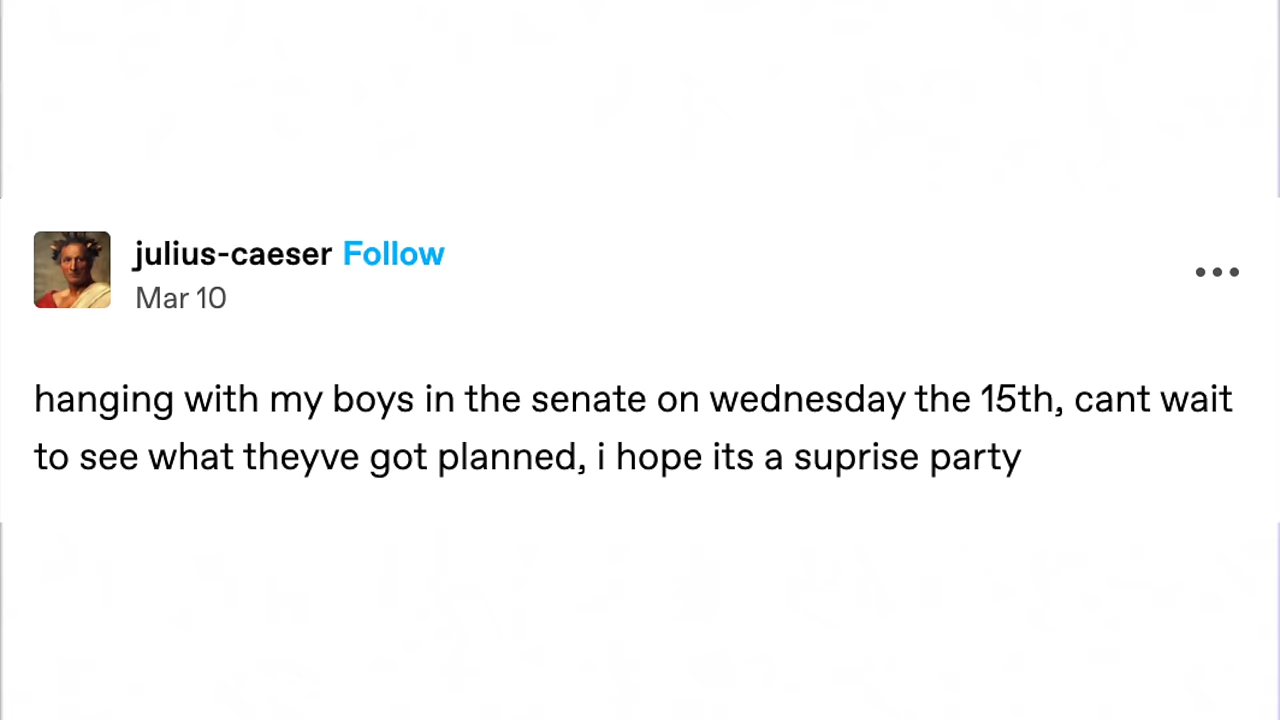 julius-caeser Follow
Mar 10
hanging with my boys in the senate on wednesday the 15th, cant wait
to see what theyve got planned, i hope its a suprise party